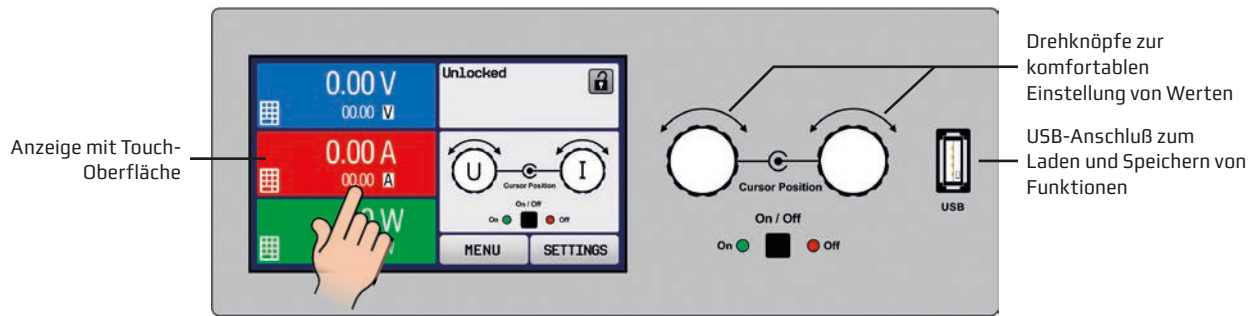 Anzeige mit Touch-
Oberfläche
0.00 V
00.00 V
0.00 A
00.00 A
W
Unlocked
U
I
Cursor Position
On / Off
On
Off
MENU
SETTINGS
Cursor Position
On / Off
On
Off
USB
Drehknöpfe zur
komfortablen
Einstellung von Werten
USB-Anschluß zum
Laden und Speichern von
Funktionen